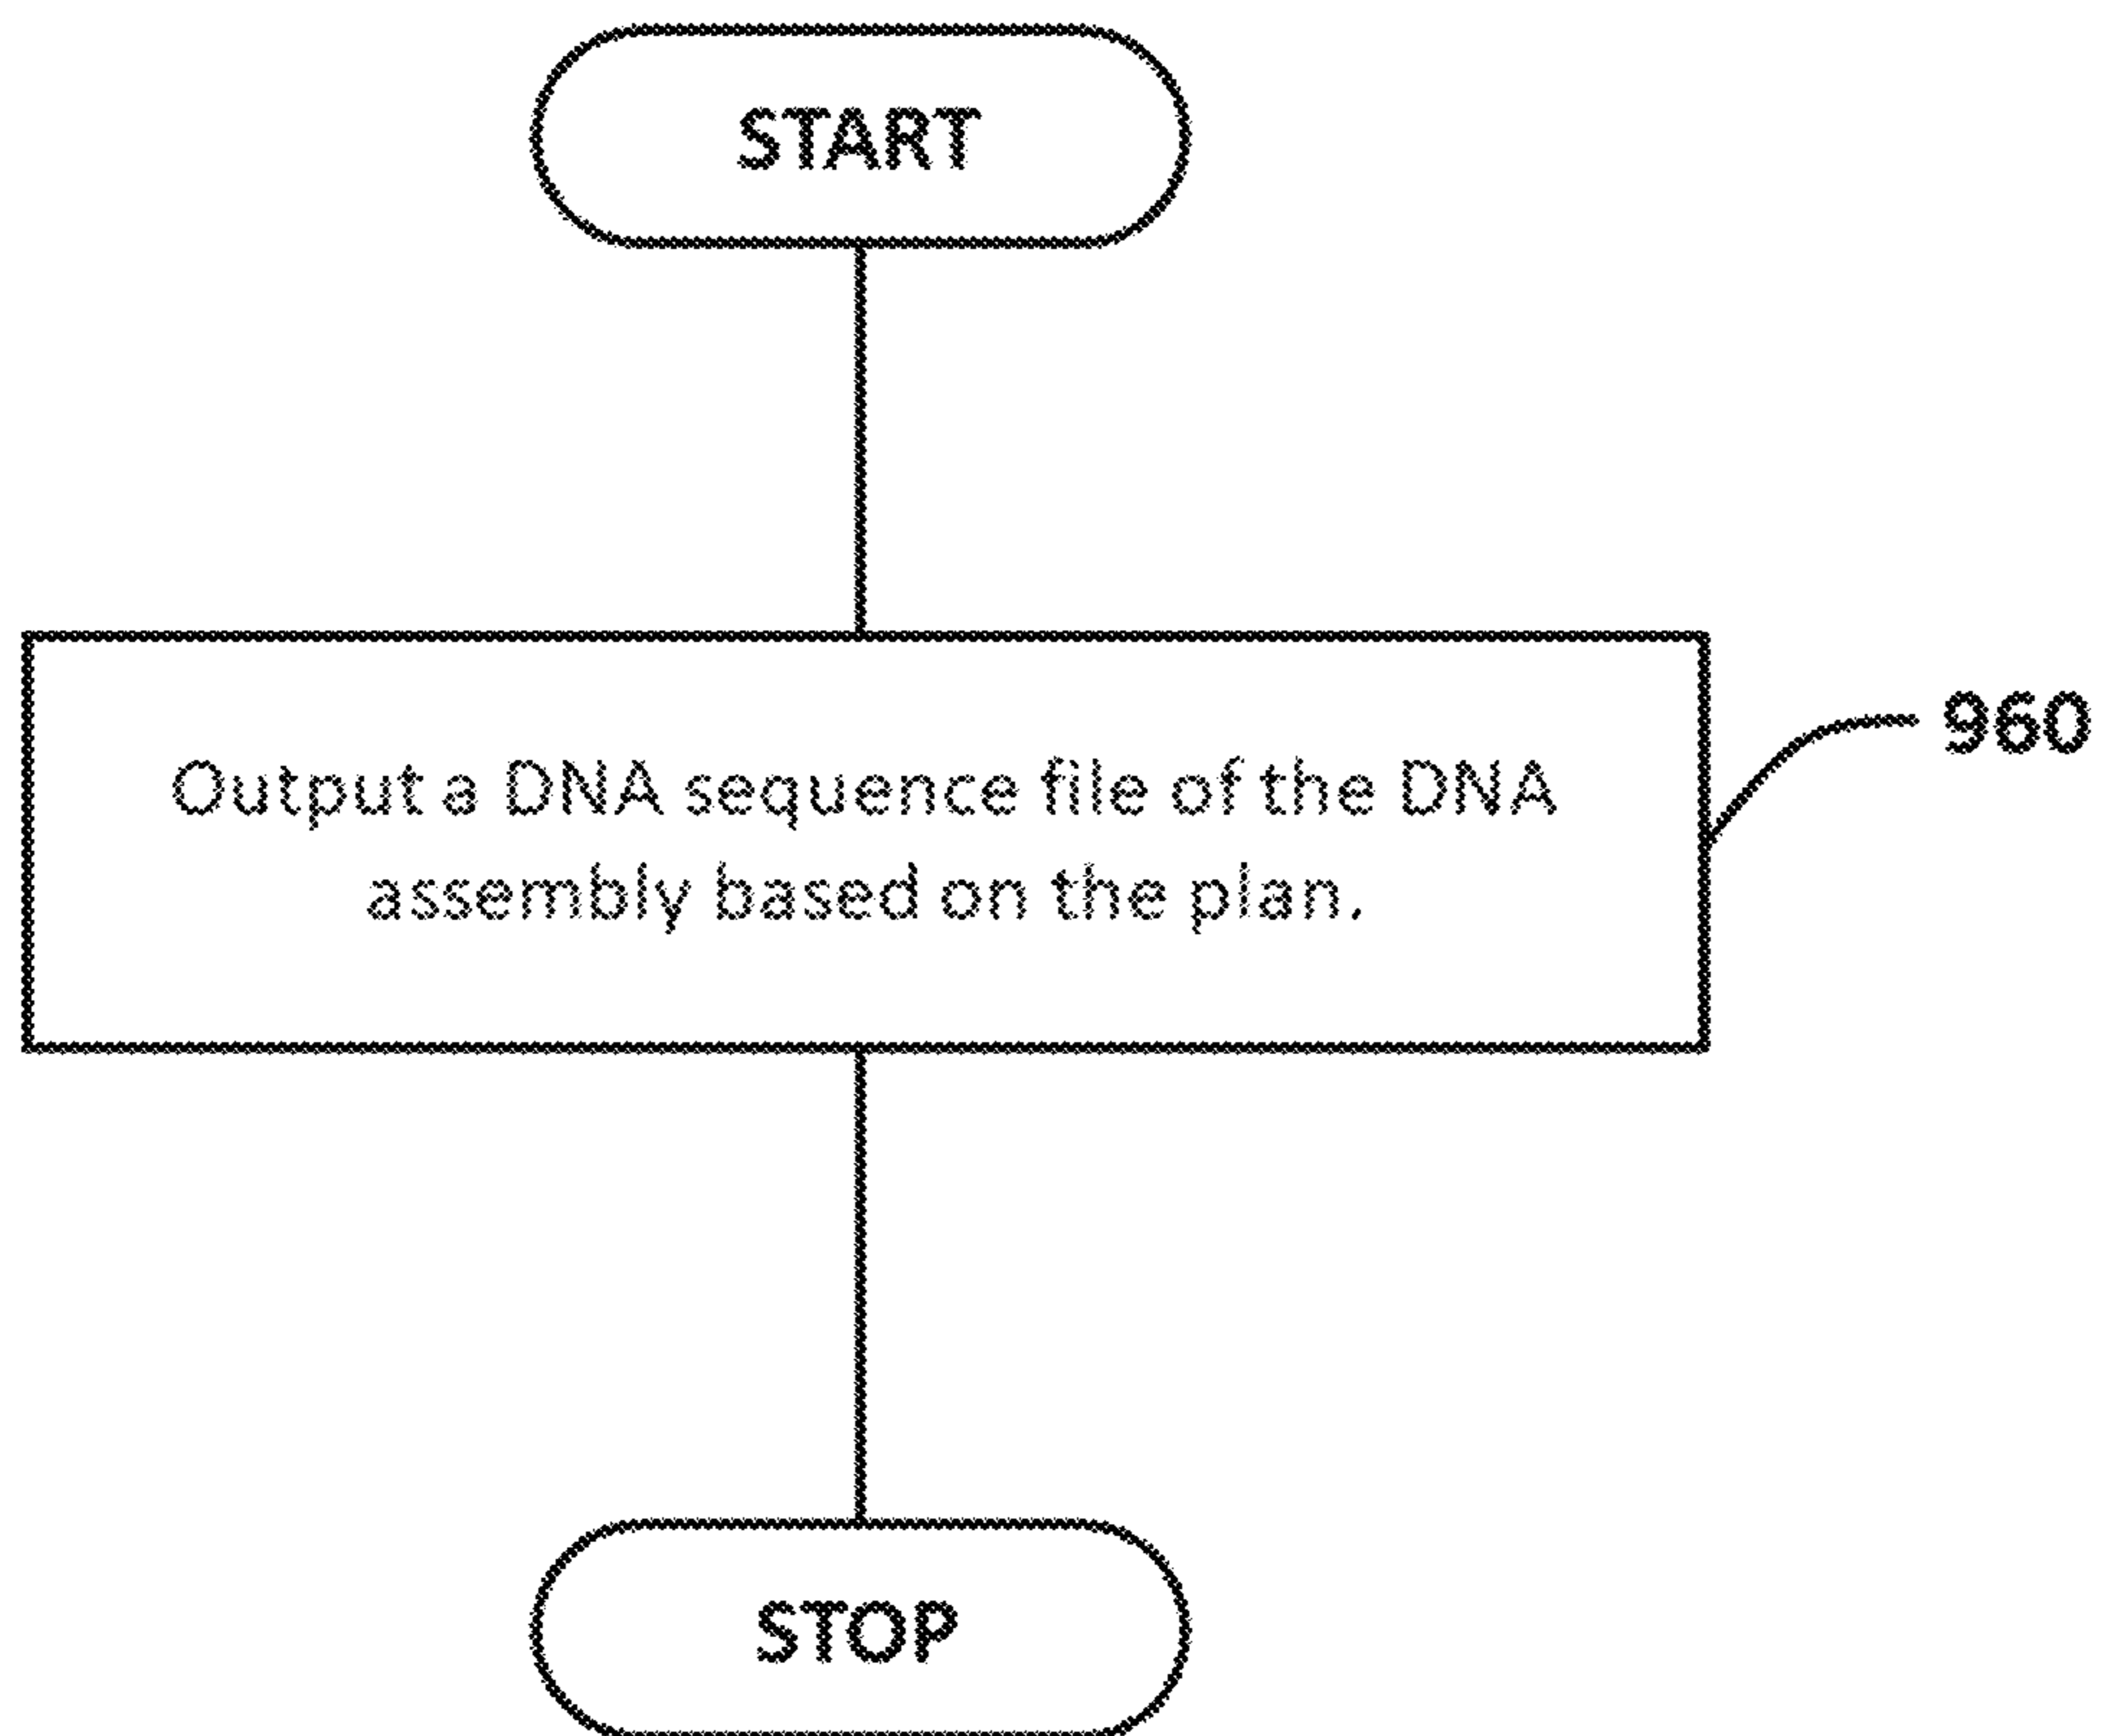 START
960
Output a DNA sequence file of the DNA
assembly based on the plan.
STOP